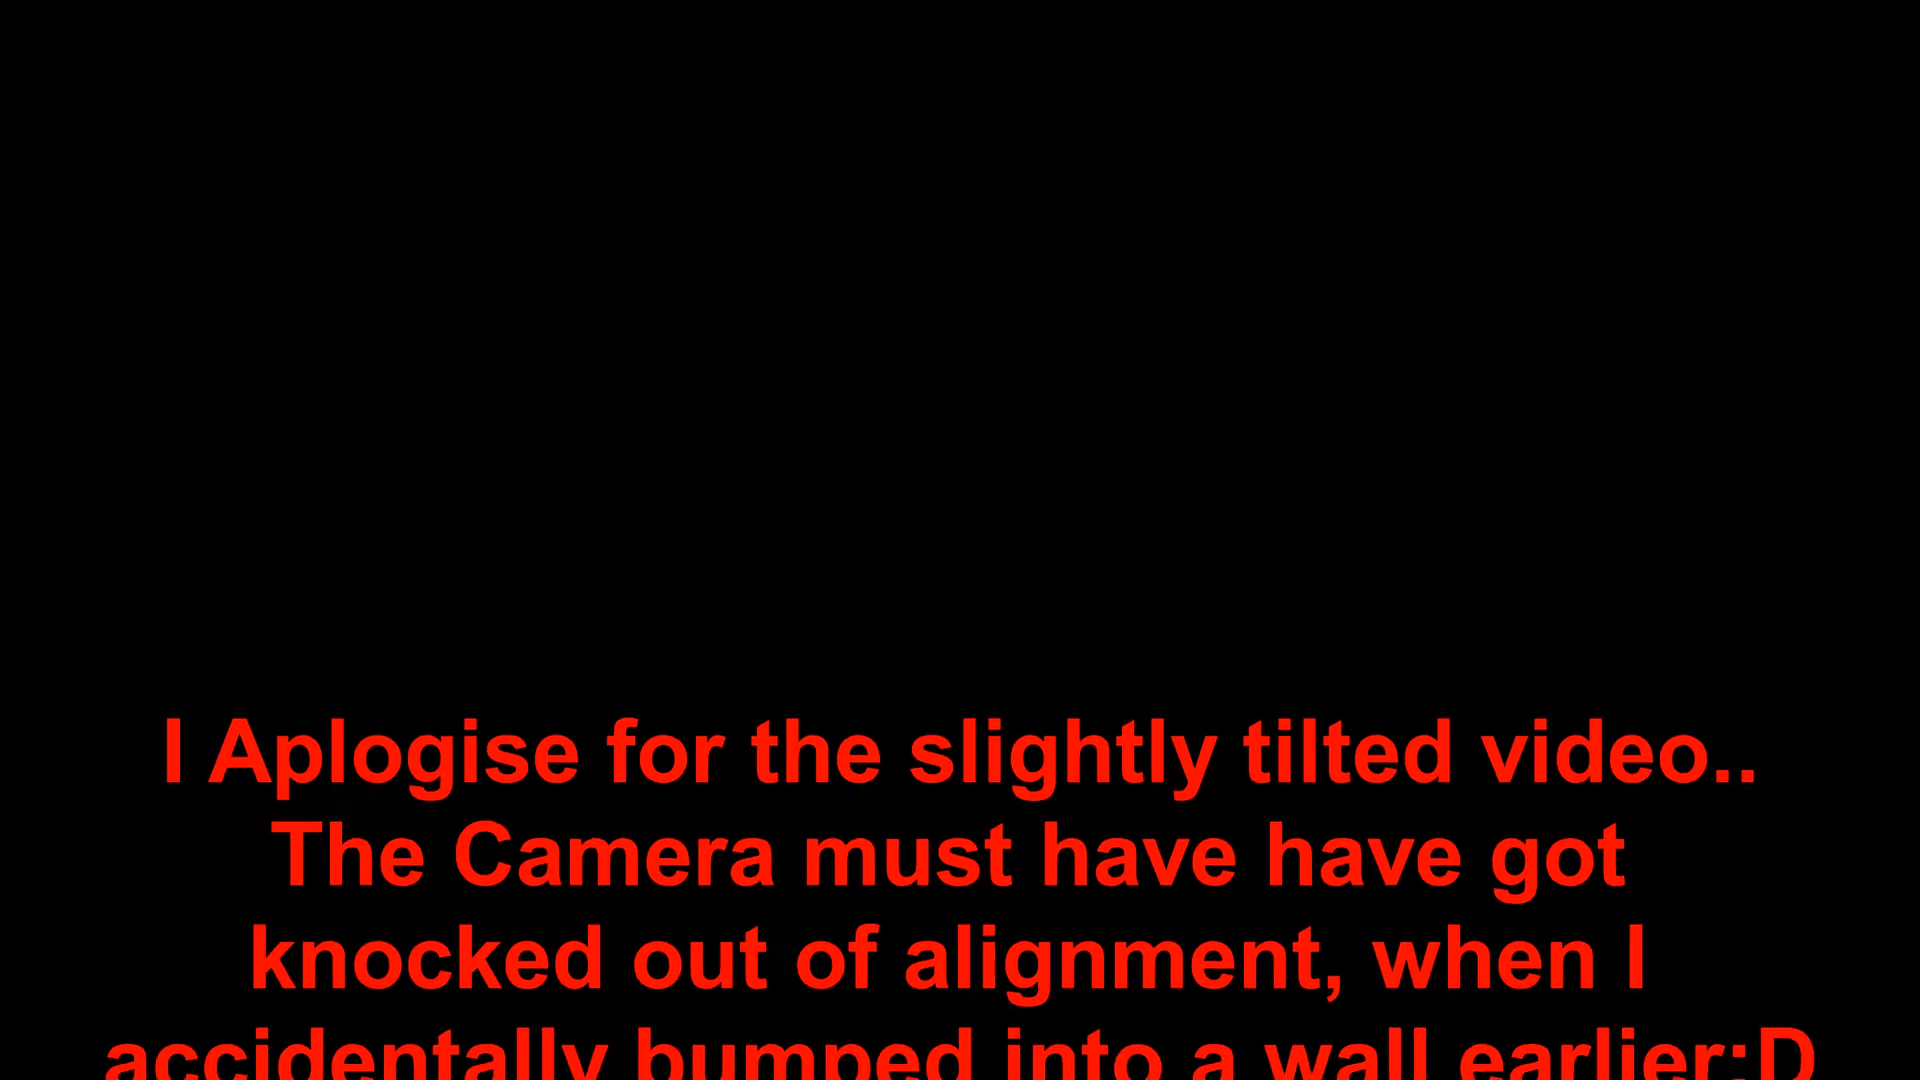 I Aplogise for the slightly tilted video..
The Camera must have have got
knocked out of alignment, when I
accidentally bumped into a wall earlier:D